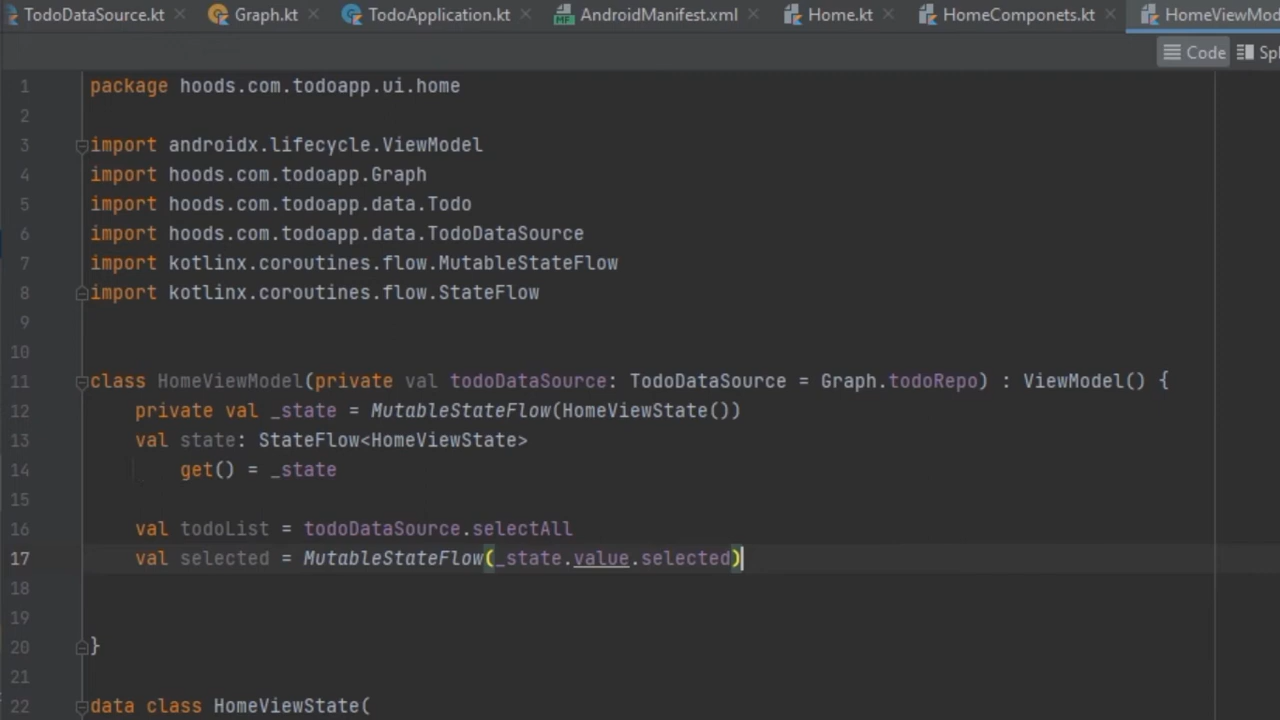 TodoDataSource.kt Graph.kt TodoApplication.kt AndroidManifest.xml Home.kt HomeComponets.kt HomeViewMod
Code Spl
1 package hoods.com.todoapp.ui.home
2
3 import androidx.lifecycle.ViewModel
4 import hoods.com.todoapp.Graph
5 import hoods.com.todoapp.data.Todo
6 import hoods.com.todoapp.data.TodoDataSource
7 import kotlinx.coroutines.flow.MutableStateFlow
8 import kotlinx.coroutines.flow.StateFlow
9
10
11 class HomeViewModel(private val todoDataSource: TodoDataSource = Graph.todoRepo) : ViewModel() {
12 private val _state = MutableStateFlow(HomeViewState())
13 val state: StateFlow<HomeViewState>
14 get() = _state
15
16 val todoList = todoDataSource.selectAll
17 val selected = MutableStateFlow(_state.value.selected)
18
19
20 }
21
22 data class HomeViewState(